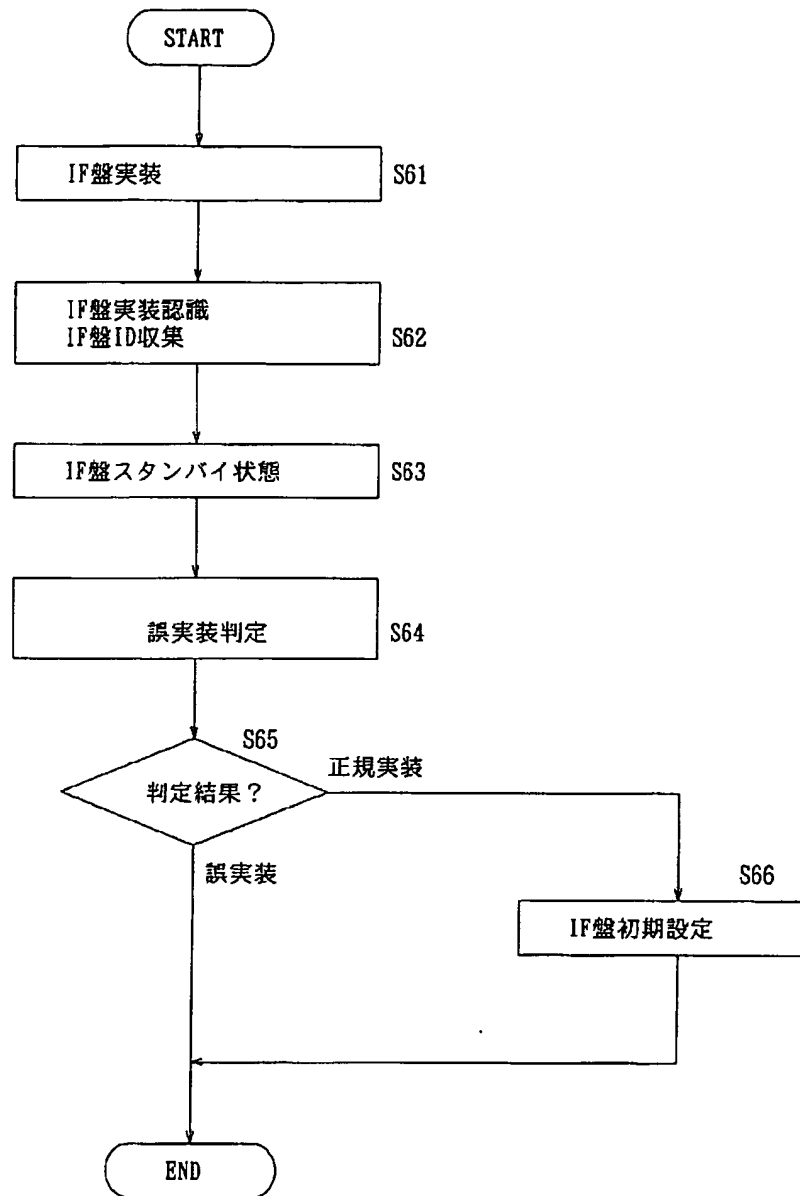 START
IF盤実装
S61
IF盤実装認識
IF盤ID収集
S62
IF盤スタンバイ状態
S63
誤実装判定
S64
S65
判定結果?
正規実装
誤実装
S66
IF盤初期設定
END